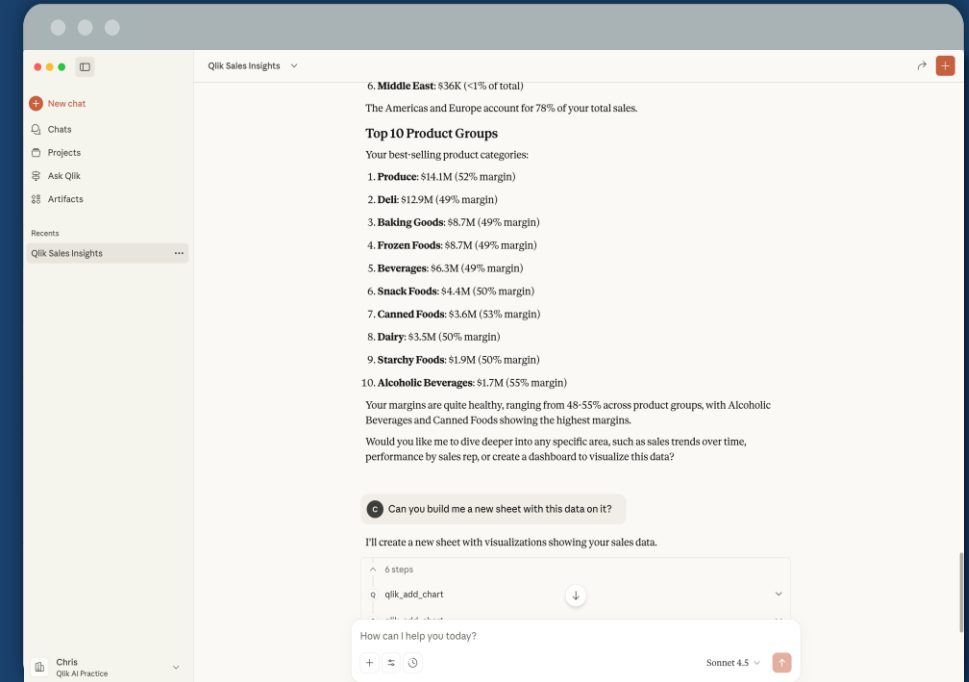 Qlik Sales Insights
New chat
Chats
Projects
Ask Qlik
Artifacts
Recents
Qlik Sales Insights
Chris
Qlik AI Practice
6. Middle East: $36K (<1% of total)
The Americas and Europe account for 78% of your total sales.
Top 10 Product Groups
Your best-selling product categories:
1. Produce: $14.1M (52% margin)
2. Deli: $12.9M (49% margin)
3. Baking Goods: $8.7M (49% margin)
4. Frozen Foods: $8.7M (49% margin)
5. Beverages: $6.3M (49% margin)
6. Snack Foods: $4.4M (50% margin)
7. Canned Foods: $3.6M (53% margin)
8. Dairy: $3.5M (50% margin)
9. Starchy Foods: $1.9M (50% margin)
10. Alcoholic Beverages: $1.7M (55% margin)
Your margins are quite healthy, ranging from 48-55% across product groups, with Alcoholic
Beverages and Canned Foods showing the highest margins.
Would you like me to dive deeper into any specific area, such as sales trends over time,
performance by sales rep, or create a dashboard to visualize this data?
C Can you build me a new sheet with this data on it?
I'll create a new sheet with visualizations showing your sales data.
6 steps
Q qlik_add_chart
How can I help you today?
Sonnet 4.5